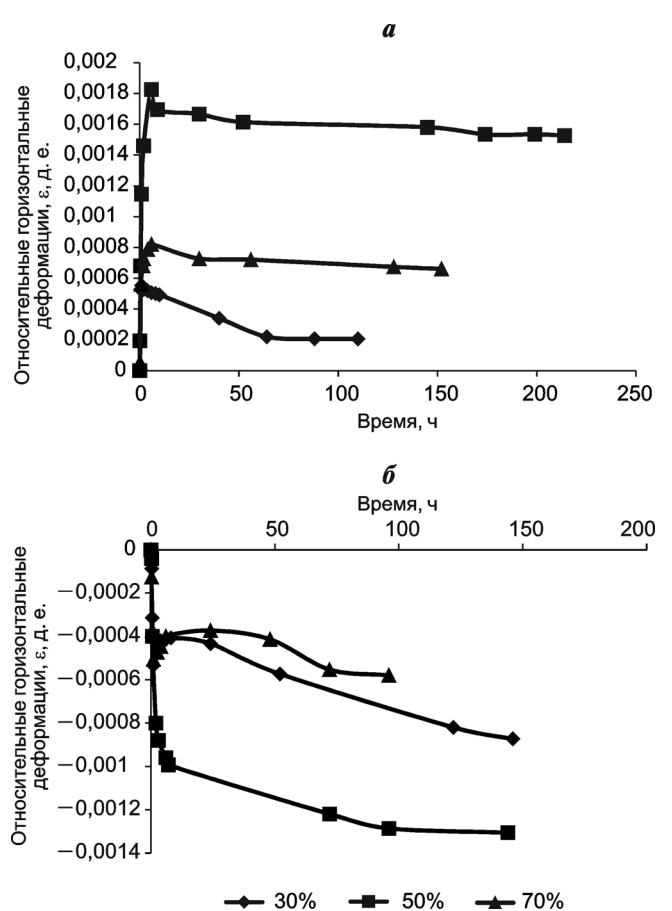 а
0,002
0,0018
0,0016
0,0014
0,0012
0,001
0,0008
0,0006
0,0004
0,0002
0
Относительные горизонтальные
деформации, ε, д. е.
0 50 100 150 200 250
Время, ч
б
Время, ч
0 50 100 150 200
0
−0,0002
−0,0004
−0,0006
−0,0008
−0,001
−0,0012
−0,0014
Относительные горизонтальные
деформации, ε, д. е.
30% 50% 70%